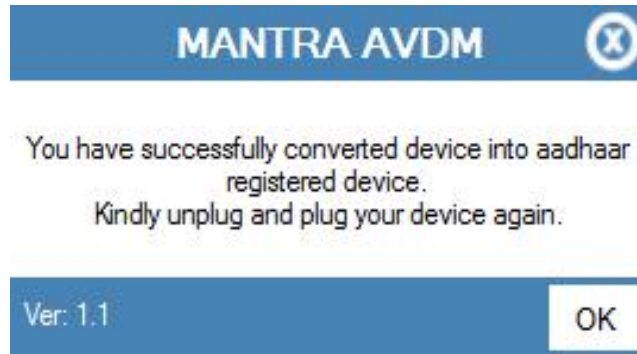 MANTRA AVDM
X
You have successfully converted device into aadhaar
registered device.
Kindly unplug and plug your device again.
Ver: 1.1
OK